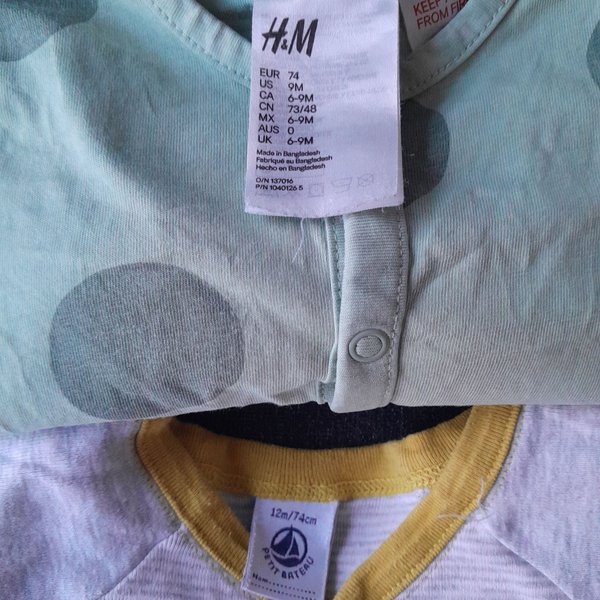 H&M
KEEP
FROM FI
EUR 74
US 9M
CA 6-9M
CN 73/48
MX 6-9M
AUS 0
UK 6-9M
Made in Bangladesh
Fabriqué au Bangladesh
Hecho en Bangladesh
O/N 137016
P/N 1040126 5
12m/74cm
PETIT BATEAU
Nom: